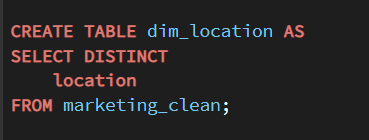 CREATE TABLE dim_location AS
SELECT DISTINCT
    location
FROM marketing_clean;